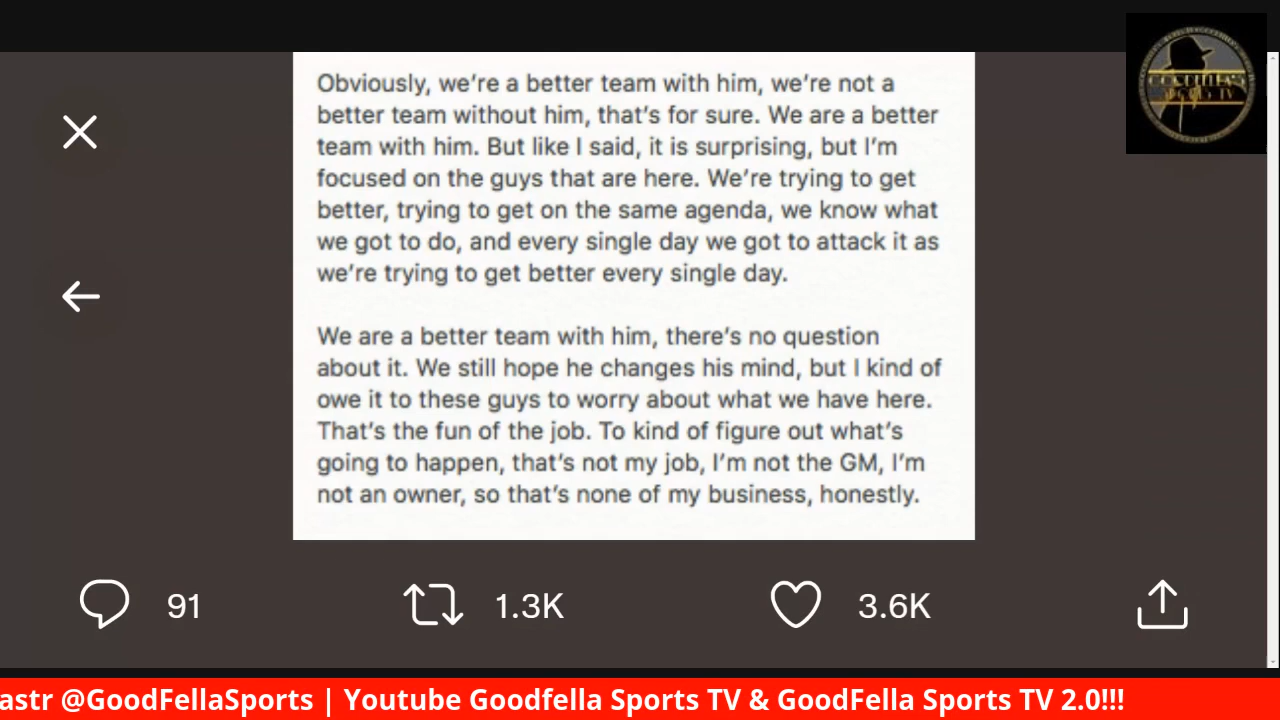 GOODFELLA'S
SPORTS TV
Obviously, we're a better team with him, we're not a
better team without him, that's for sure. We are a better
team with him. But like I said, it is surprising, but I'm
focused on the guys that are here. We're trying to get
better, trying to get on the same agenda, we know what
we got to do, and every single day we got to attack it as
we're trying to get better every single day.
We are a better team with him, there's no question
about it. We still hope he changes his mind, but I kind of
owe it to these guys to worry about what we have here.
That's the fun of the job. To kind of figure out what's
going to happen, that's not my job, I'm not the GM, I'm
not an owner, so that's none of my business, honestly.
91 1.3K 3.6K
astr @GoodFellaSports | Youtube Goodfella Sports TV & GoodFella Sports TV 2.0!!!